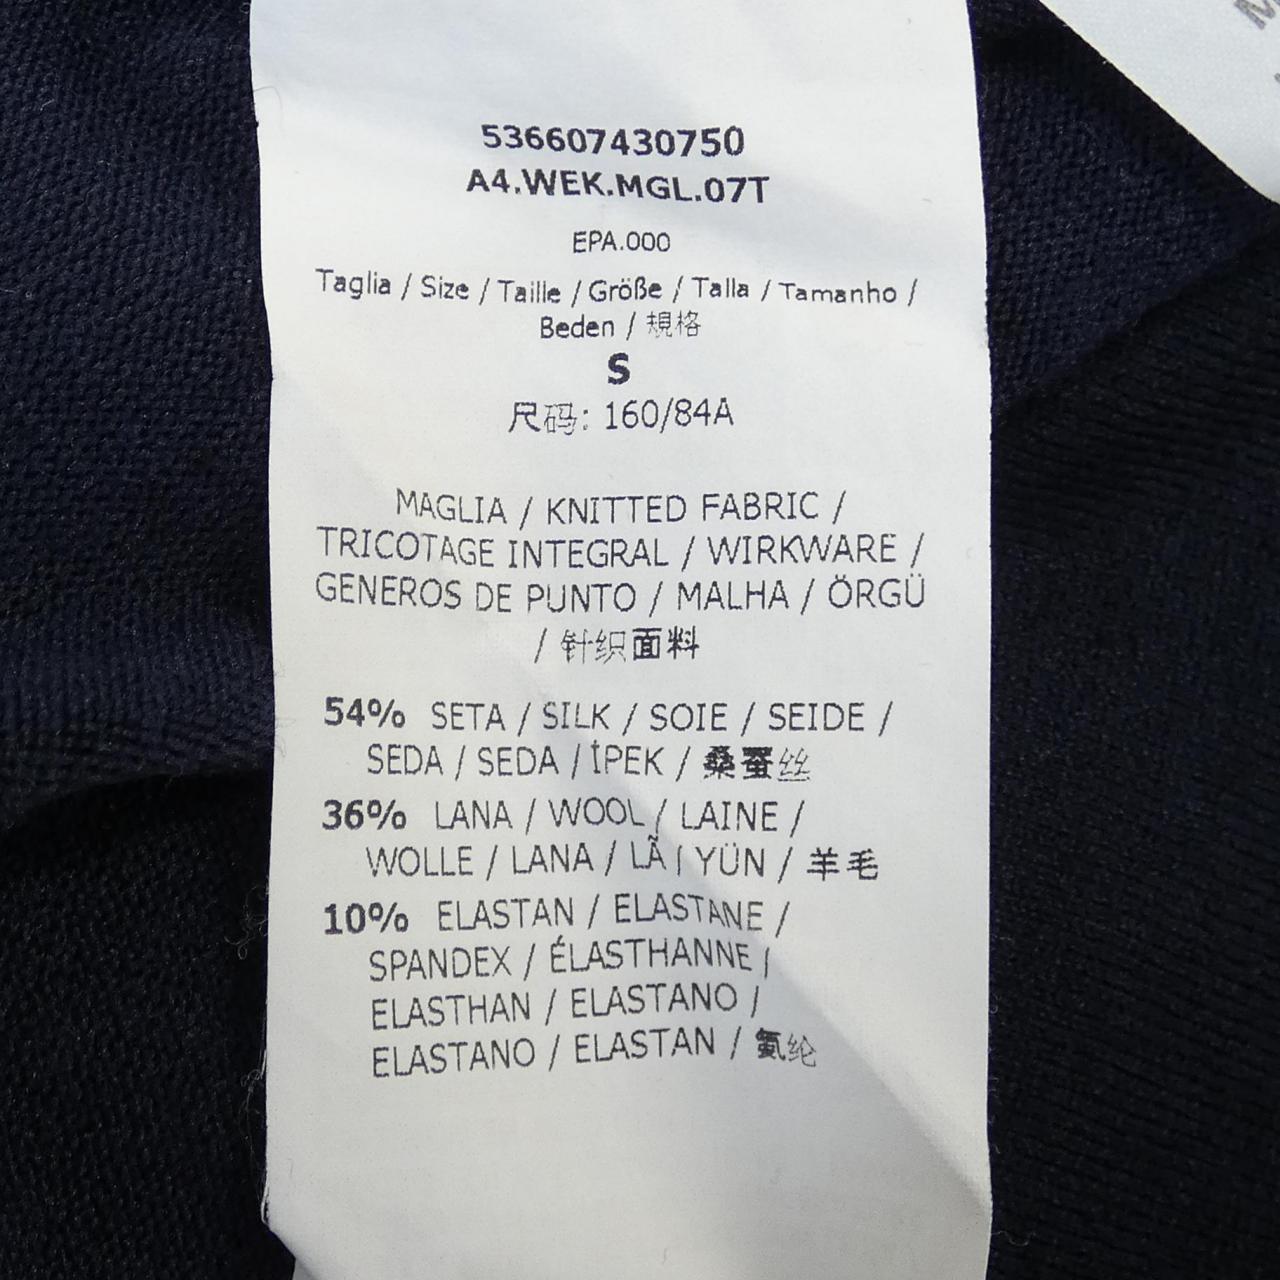 536607430750
A4.WEK.MGL.07T
EPA.000
Taglia / Size / Taille / Größe / Talla / Tamanho /
Beden / 規格
S
尺码: 160/84A
MAGLIA / KNITTED FABRIC /
TRICOTAGE INTEGRAL / WIRKWARE /
GENEROS DE PUNTO / MALHA / ÖRGÜ
/ 针织面料
54% SETA / SILK / SOIE / SEIDE /
SEDA / SEDA / İPEK / 桑蚕丝
36% LANA / WOOL / LAINE /
WOLLE / LANA / LÃ / YÜN / 羊毛
10% ELASTAN / ELASTANE /
SPANDEX / ÉLASTHANNE /
ELASTHAN / ELASTANO /
ELASTANO / ELASTAN / 氨纶